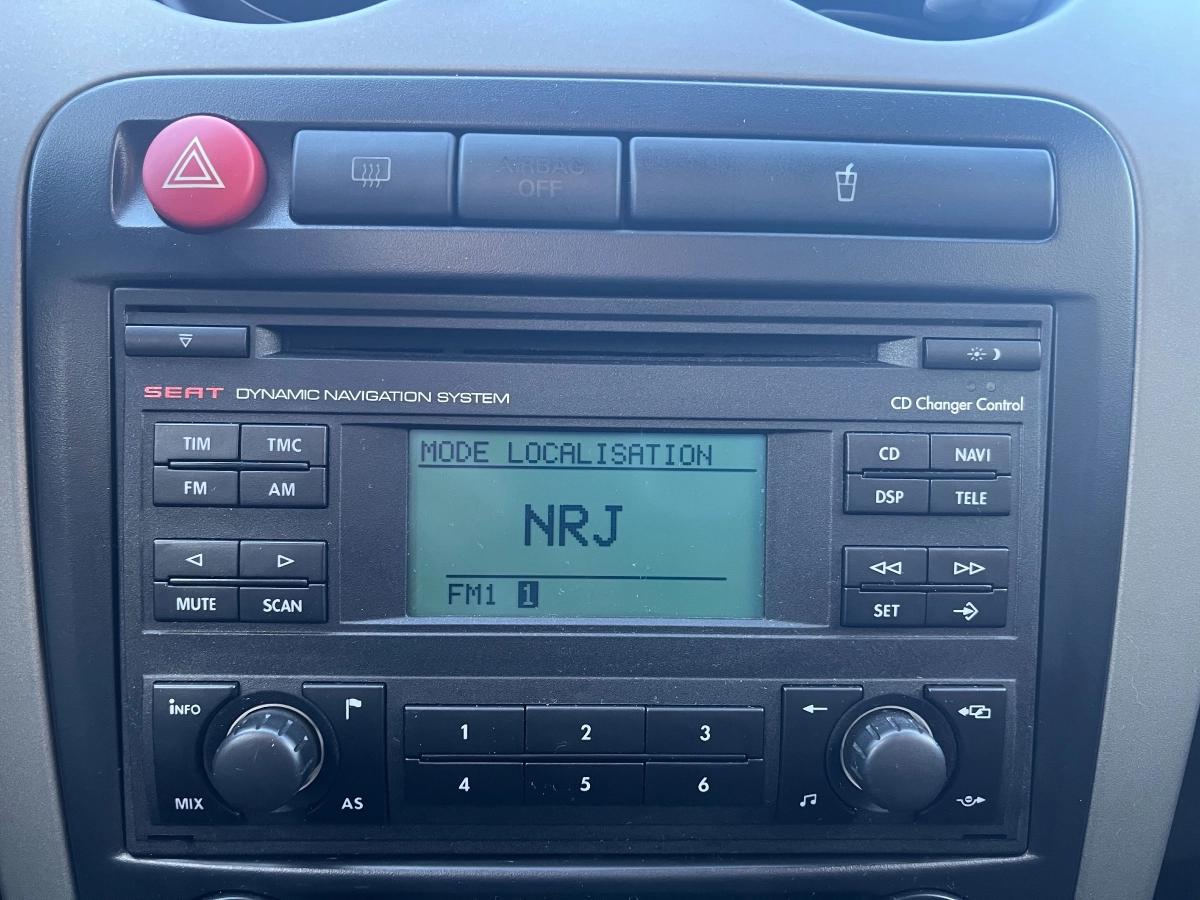 AIRBAG
OFF
SEAT DYNAMIC NAVIGATION SYSTEM
CD Changer Control
TIM TMC
FM AM
MUTE SCAN
MODE LOCALISATION
NRJ
FM1 1
CD NAVI
DSP TELE
SET
iNFO
MIX AS
1 2 3
4 5 6